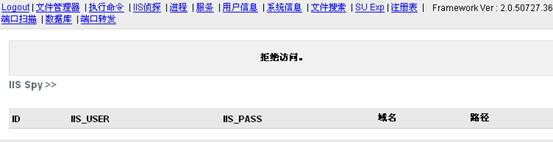 Logout | 文件管理器 | 执行命令 | IIS侦探 | 进程 | 服务 | 用户信息 | 系统信息 | 文件搜索 | SU Exp | 注册表 | Framework Ver : 2.0.50727.36
端口扫描 | 数据库 | 端口转发
拒绝访问。
IIS Spy >>
ID IIS_USER IIS_PASS 域名 路径